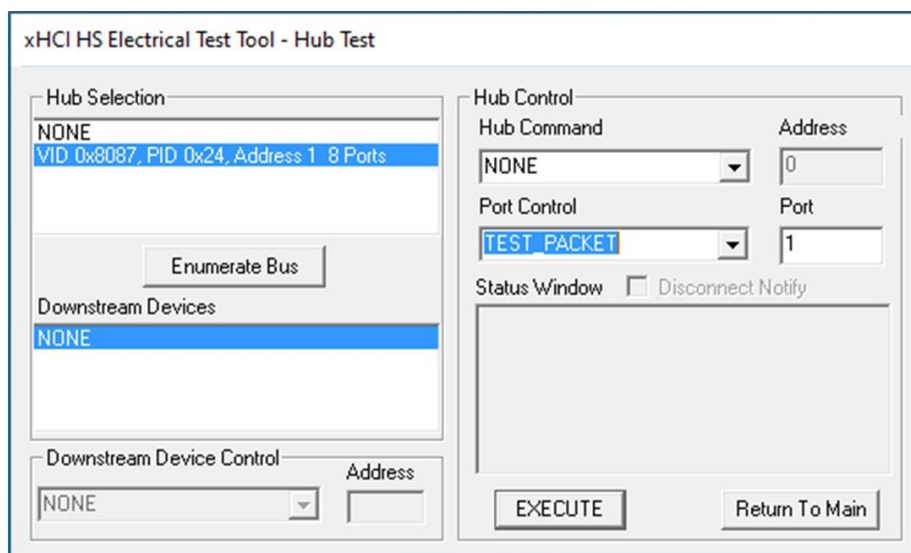 xHCI HS Electrical Test Tool - Hub Test
Hub Selection
NONE
VID 0x8087, PID 0x24, Address 1 8 Ports
Enumerate Bus
Downstream Devices
NONE
Downstream Device Control
Address
NONE
Hub Control
Hub Command
Address
NONE
0
Port Control
Port
TEST_PACKET
1
Status Window
Disconnect Notify
EXECUTE
Return To Main